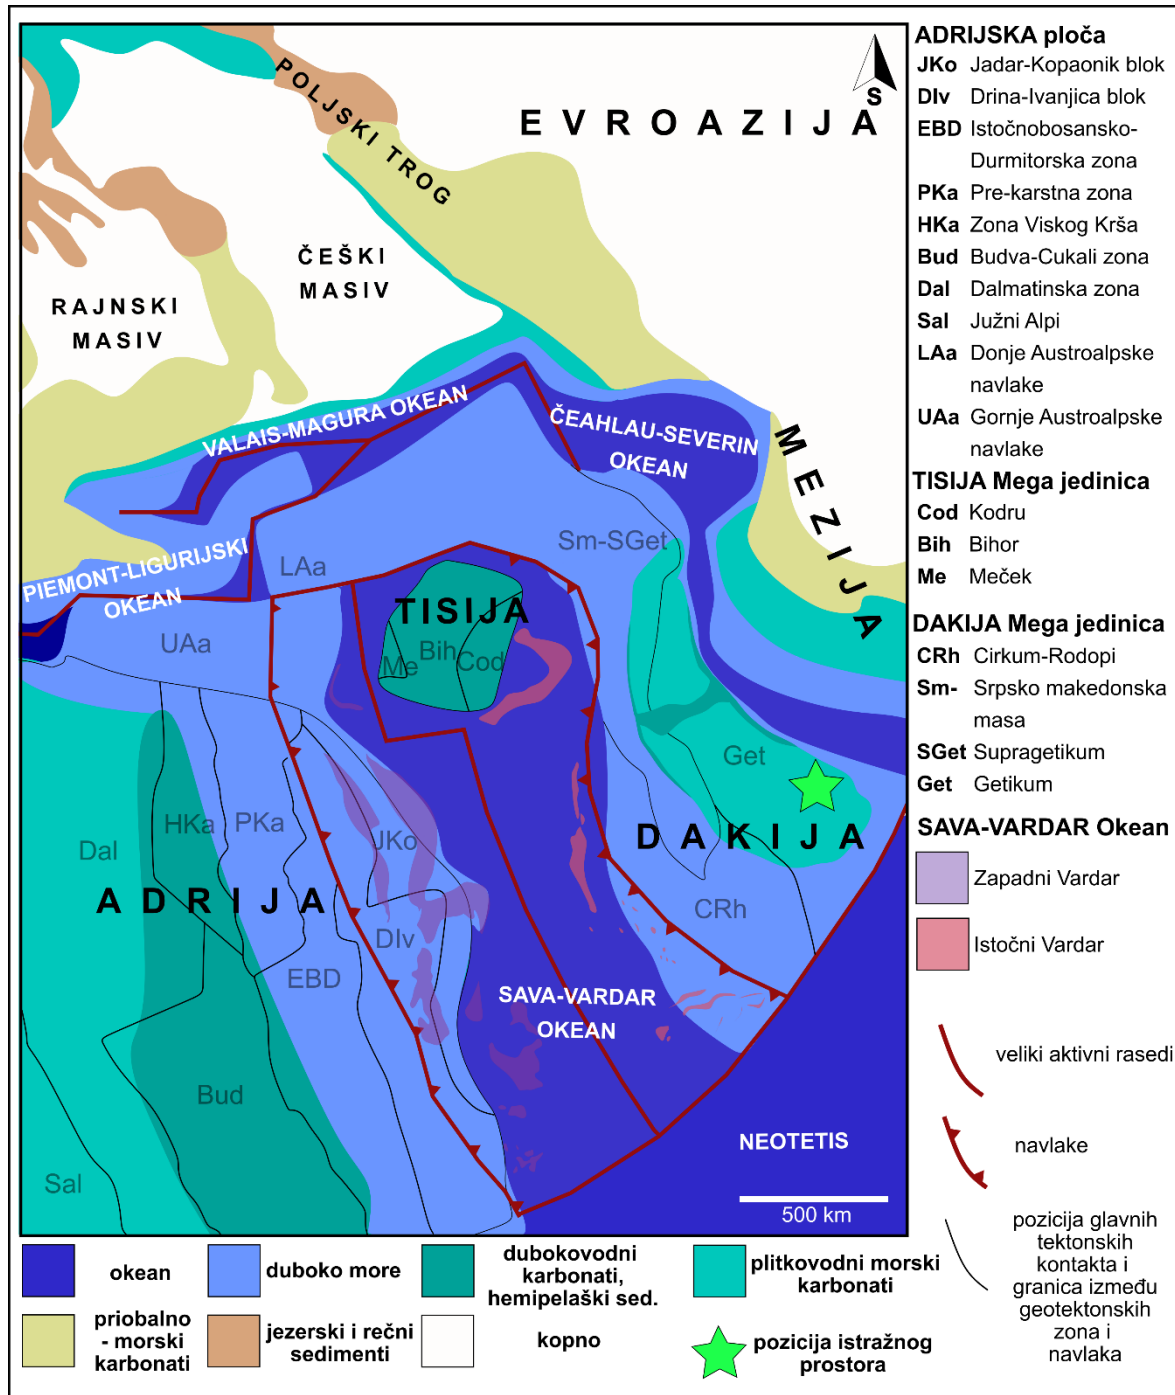 POLJSKI TROG
EVROAZIJA
S
ČEŠKI
MASIV
RAJNSKI
MASIV
VALAIS-MAGURA OKEAN
ČEAHLAU-SEVERIN
OKEAN
MEZIJA
PIEMONT-LIGURIJSKI
OKEAN
LAa
Sm-SGet
UAa
TISIJA
Me
Bih
Cod
Get
HKa
PKa
JKo
Dal
DAKIJA
ADRIJA
CRh
DIv
EBD
SAVA-VARDAR
OKEAN
Bud
NEOTETIS
Sal
500 km
ADRIJSKA ploča
JKo Jadar-Kopaonik blok
DIv Drina-Ivanjica blok
EBD Istočnobosansko-
Durmitorska zona
PKa Pre-karstna zona
HKa Zona Viskog Krša
Bud Budva-Cukali zona
Dal Dalmatinska zona
Sal Južni Alpi
LAa Donje Austroalpske
navlake
UAa Gornje Austroalpske
navlake
TISIJA Mega jedinica
Cod Kodru
Bih Bihor
Me Meček
DAKIJA Mega jedinica
CRh Cirkum-Rodopi
Sm- Srpsko makedonska
masa
SGet Supragetikum
Get Getikum
SAVA-VARDAR Okean
Zapadni Vardar
Istočni Vardar
veliki aktivni rasedi
navlake
pozicija glavnih
tektonskih
kontakta i
granica između
geotektonskih
zona i
navlaka
okean
duboko more
dubokovodni
karbonati,
hemipelaški sed.
plitkovodni morski
karbonati
priobalno
- morski
karbonati
jezerski i rečni
sedimenti
kopno
pozicija istražnog
prostora